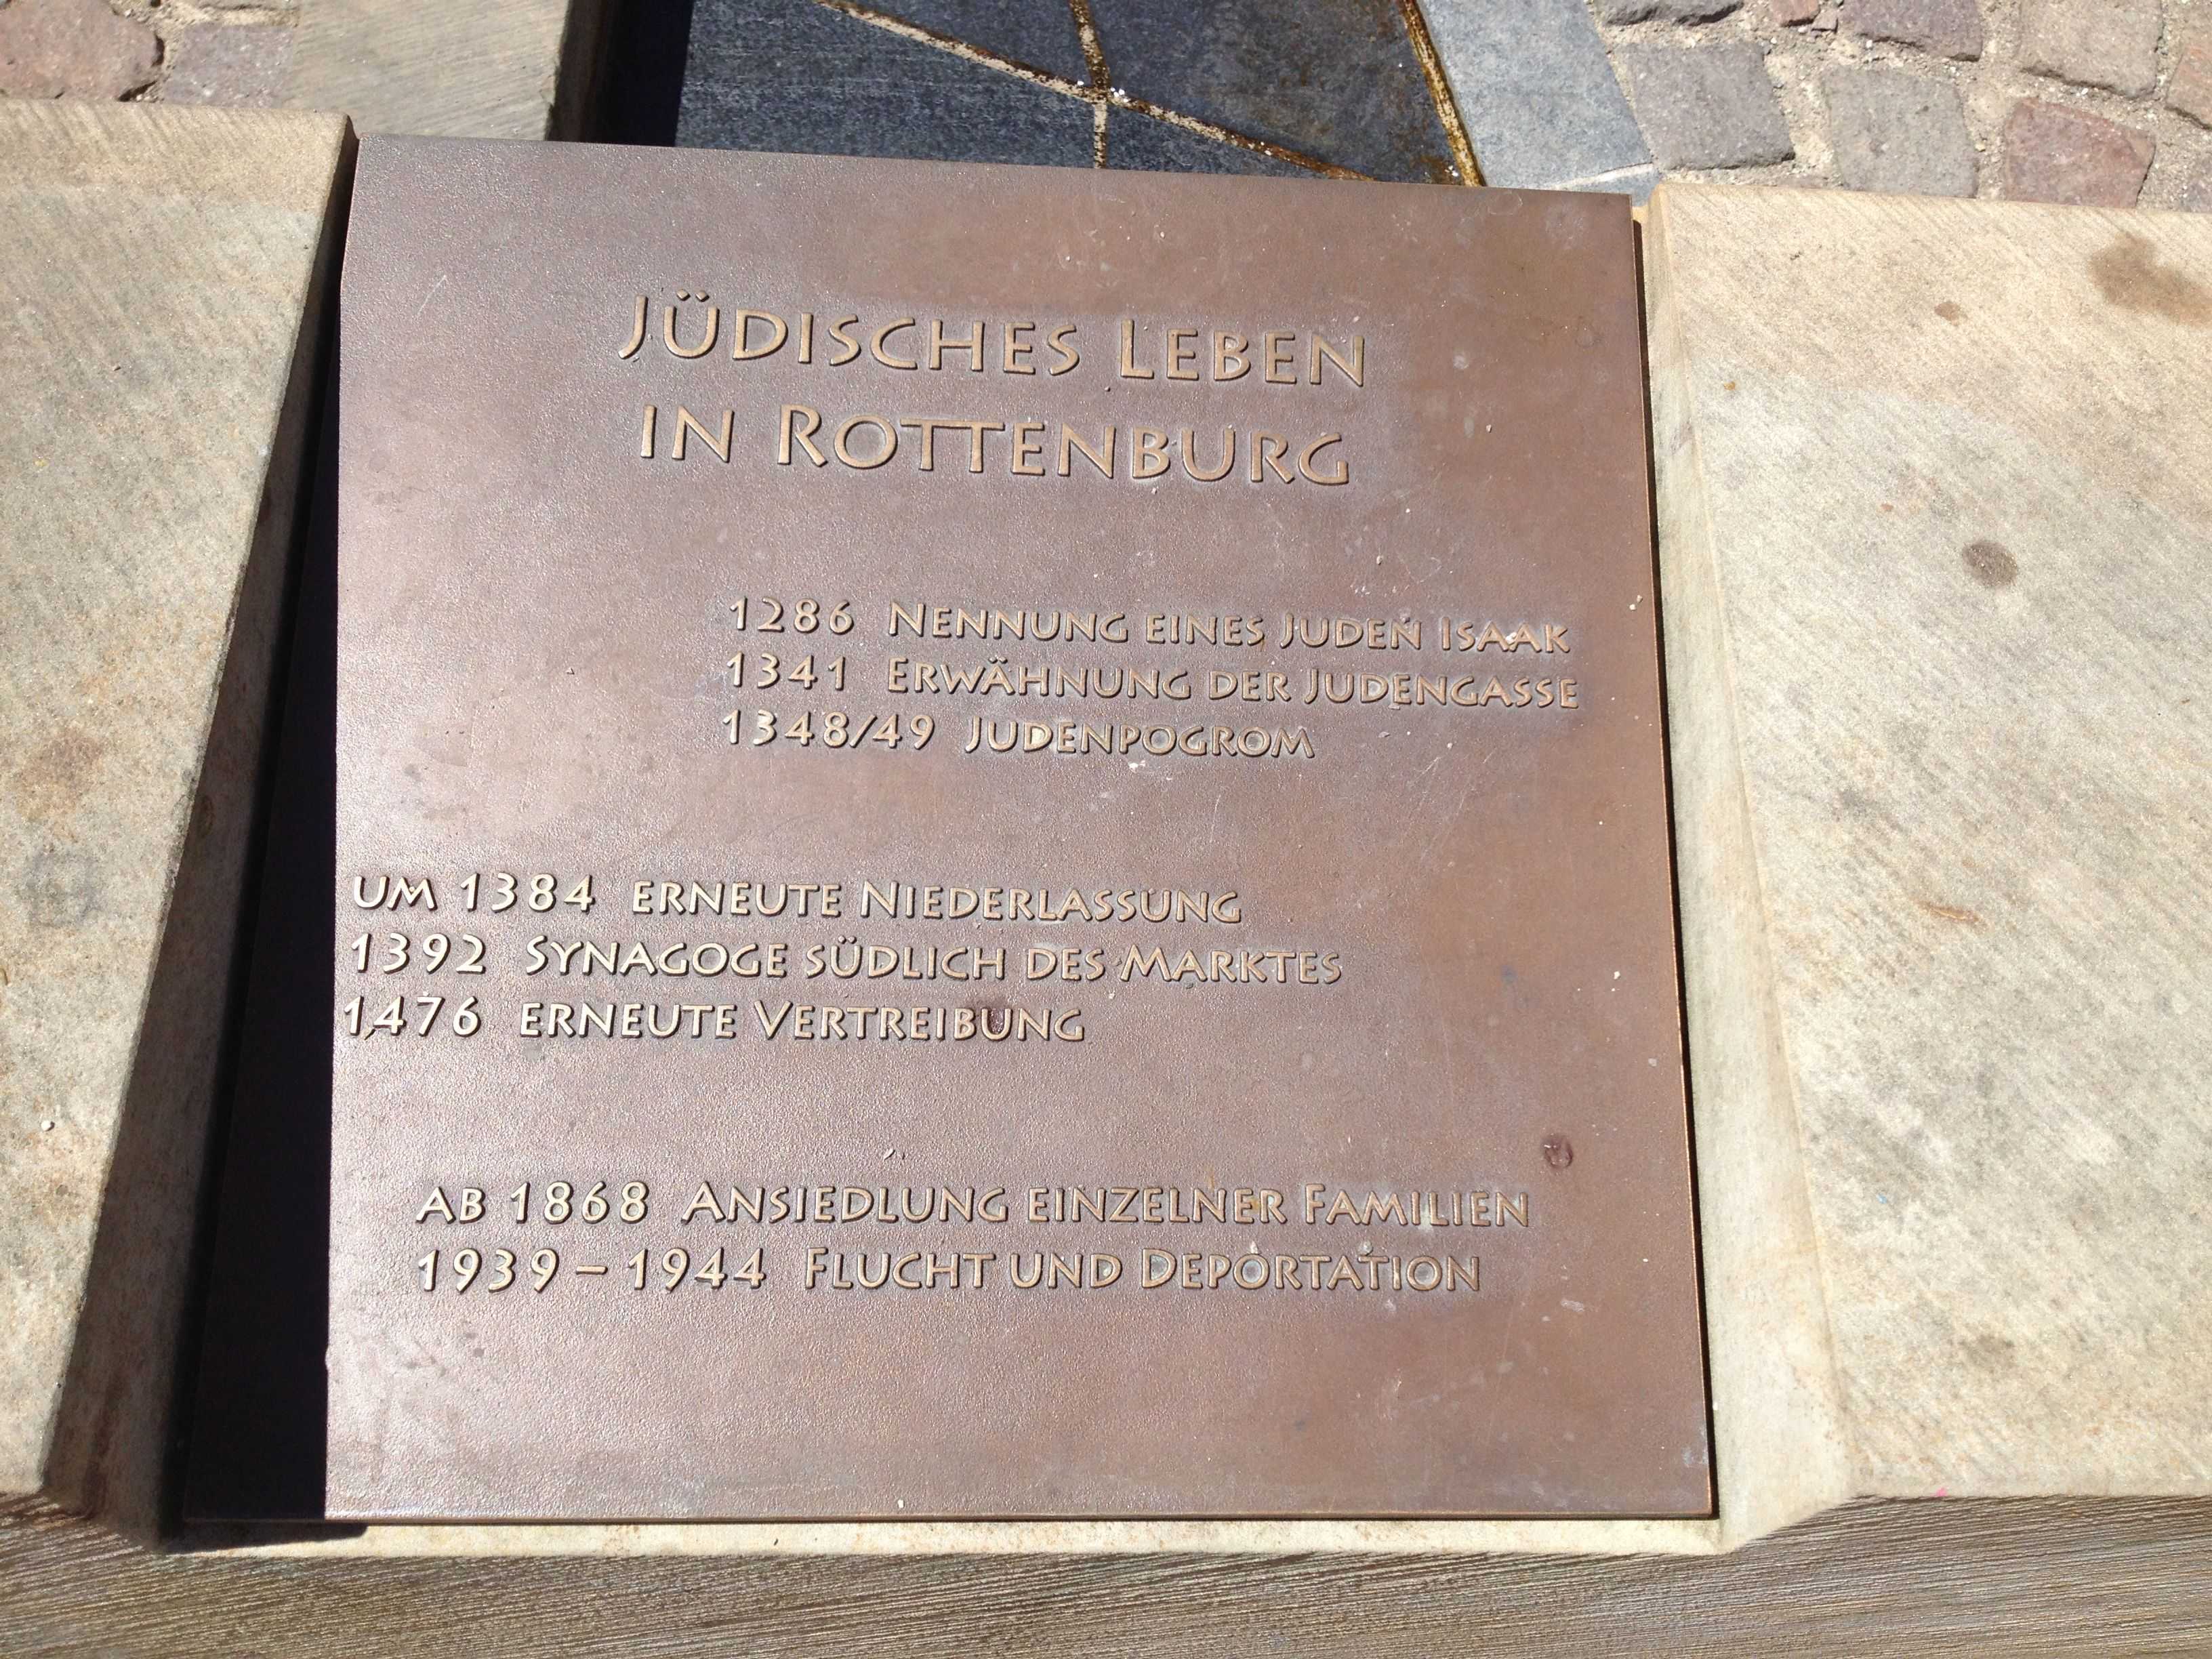 Jüdisches Leben
in Rottenburg
1286 Nennung eines Juden Isaak
1341 Erwähnung der Judengasse
1348/49 Judenpogrom
um 1384 erneute Niederlassung
1392 Synagoge südlich des Marktes
1476 erneute Vertreibung
ab 1868 Ansiedlung einzelner Familien
1939 – 1944 Flucht und Deportation